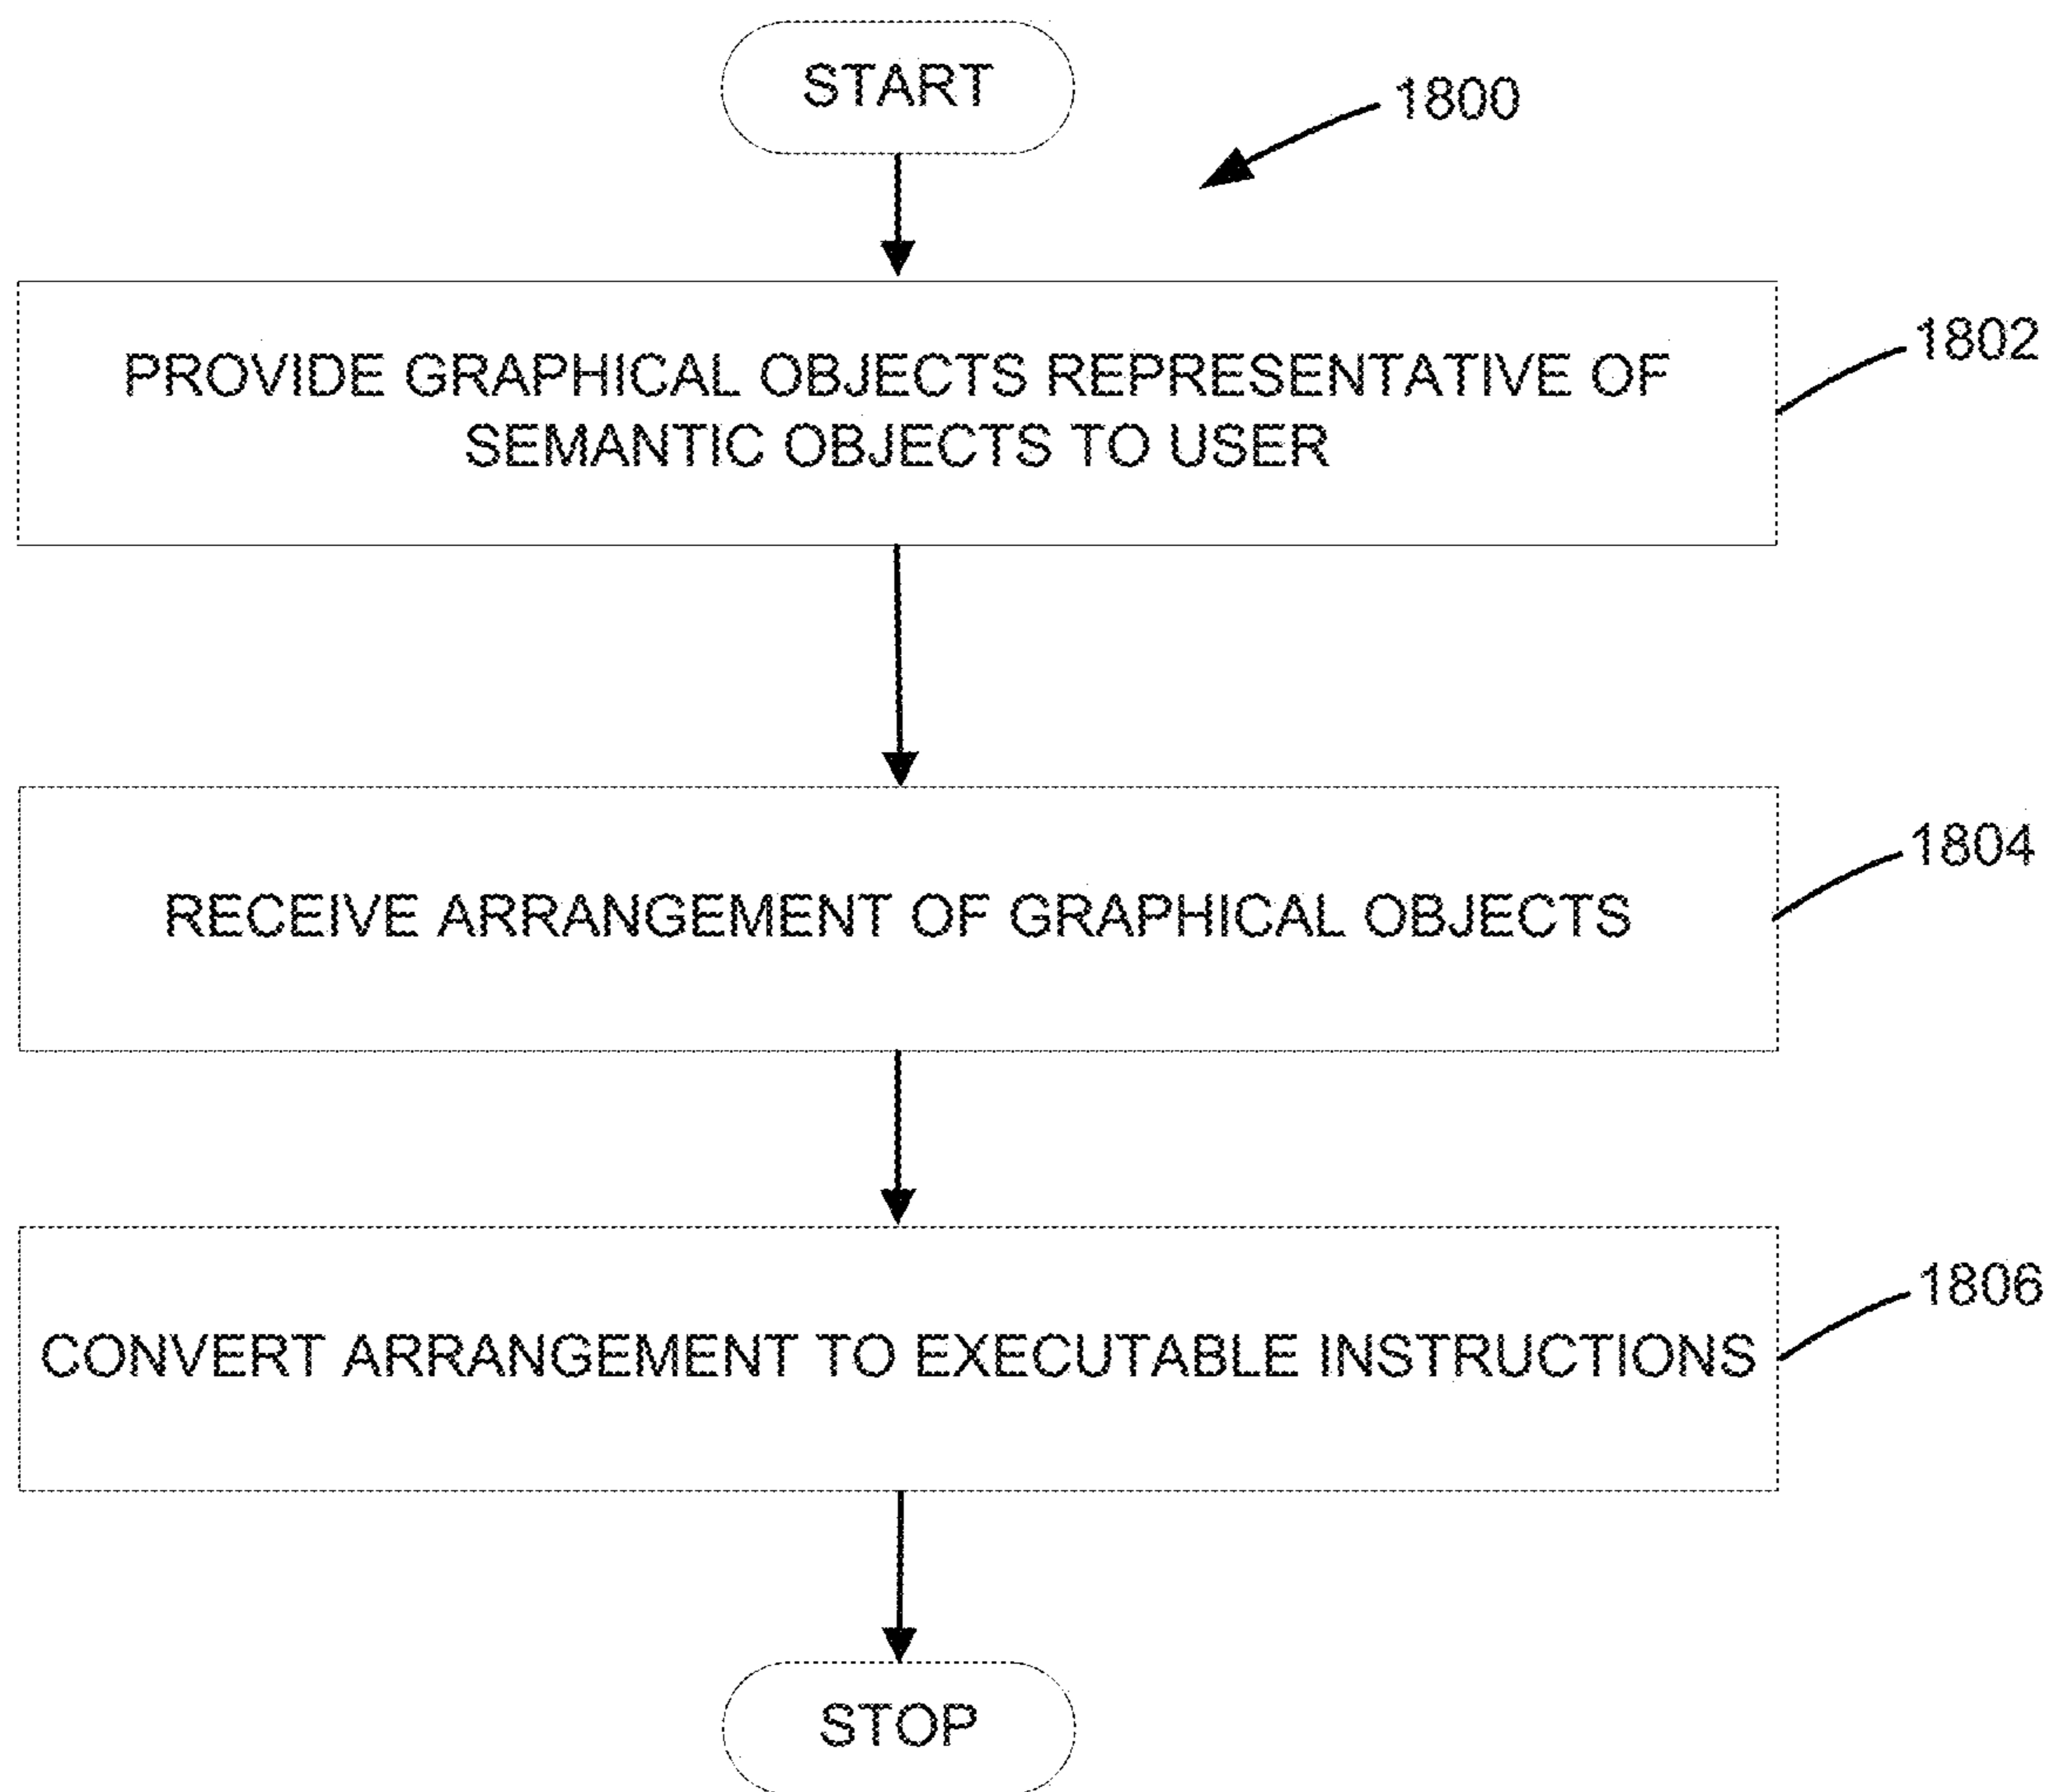 START
1800
PROVIDE GRAPHICAL OBJECTS REPRESENTATIVE OF
SEMANTIC OBJECTS TO USER
1802
RECEIVE ARRANGEMENT OF GRAPHICAL OBJECTS
1804
CONVERT ARRANGEMENT TO EXECUTABLE INSTRUCTIONS
1806
STOP